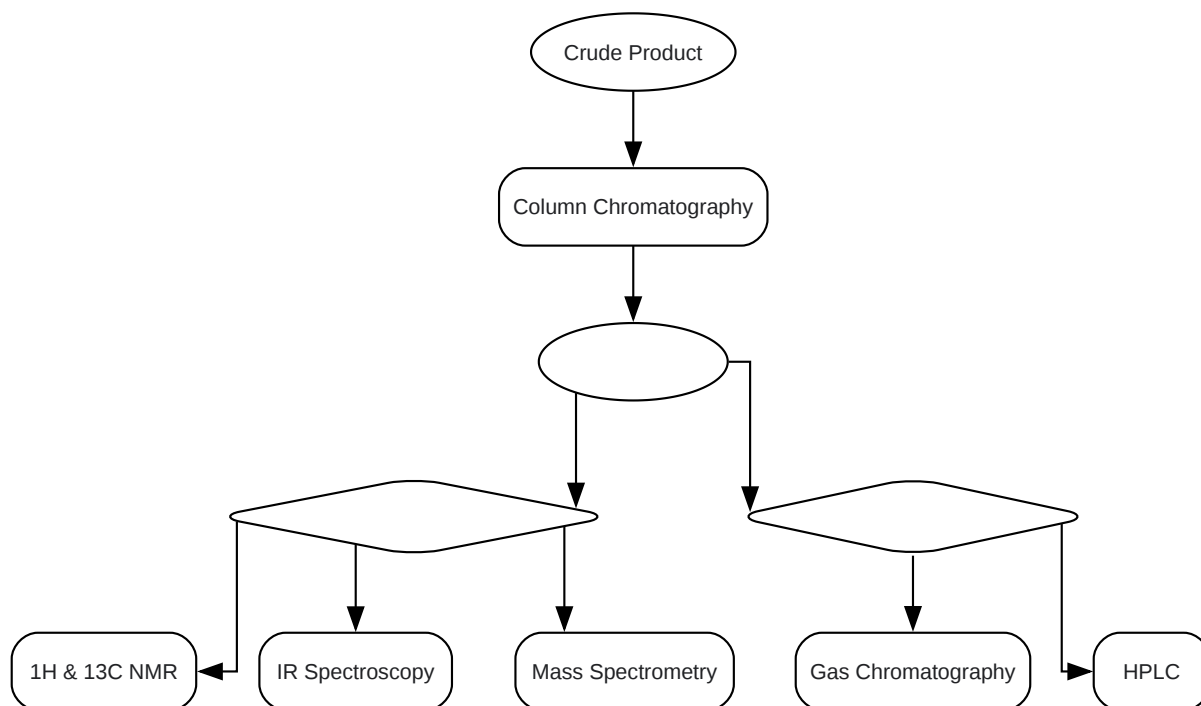 Crude Product
Column Chromatography
1H & 13C NMR
IR Spectroscopy
Mass Spectrometry
Gas Chromatography
HPLC